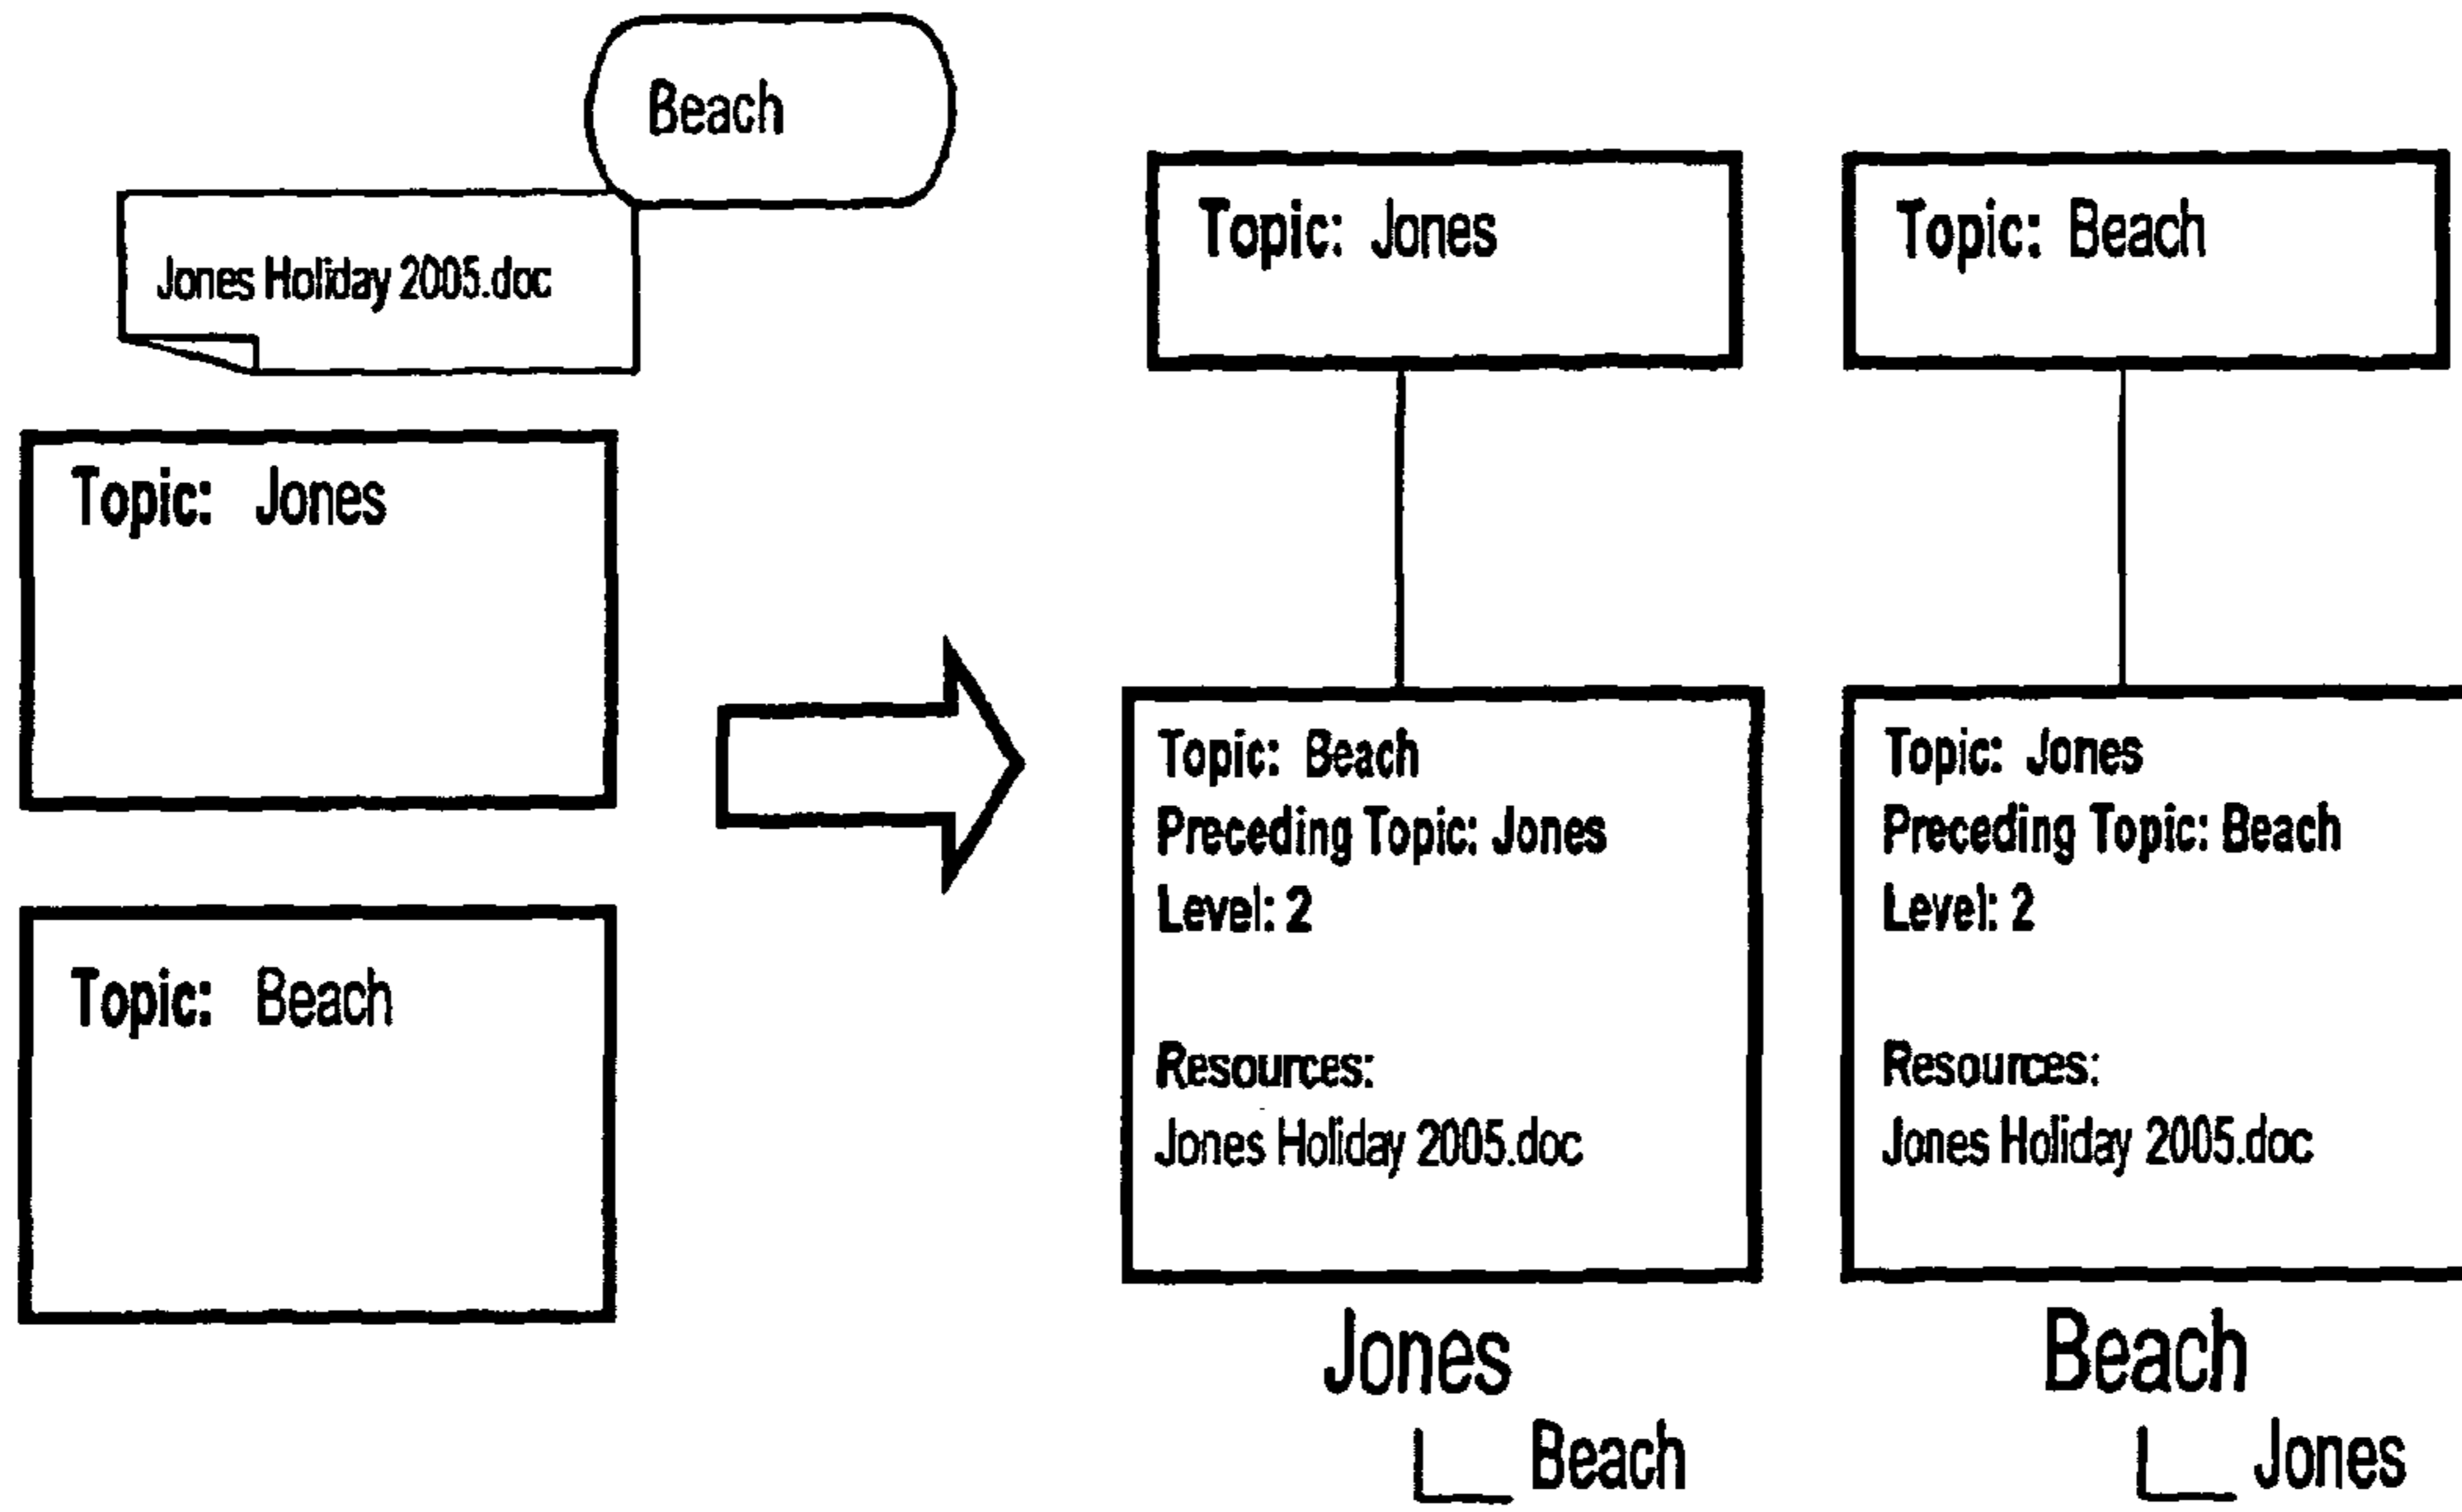 Beach
Jones Holiday 2005.doc
Topic: Jones
Topic: Beach
Topic: Jones
Topic: Beach
Preceding Topic: Jones
Level: 2
Resources:
Jones Holiday 2005.doc
Jones
Beach
Topic: Beach
Topic: Jones
Preceding Topic: Beach
Level: 2
Resources:
Jones Holiday 2005.doc
Beach
Jones